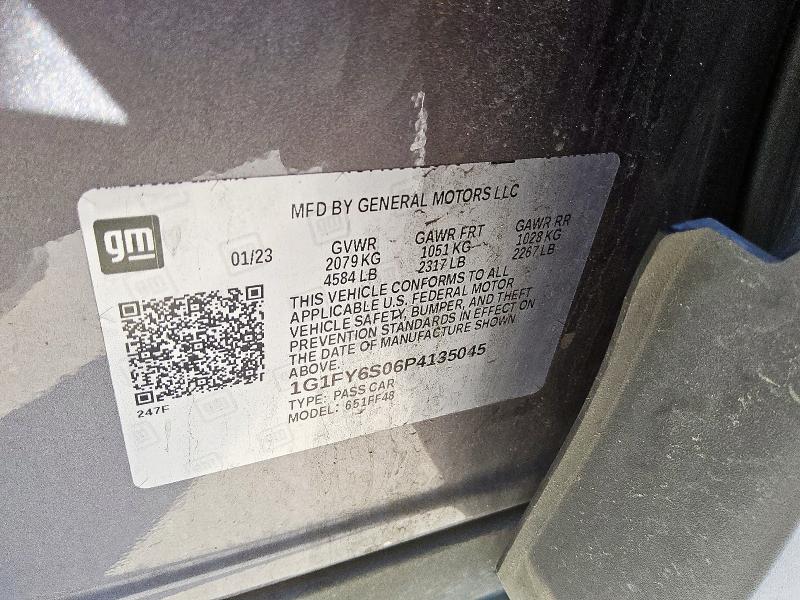 MFD BY GENERAL MOTORS LLC
gm
01/23
GVWR
2079 KG
4584 LB
GAWR FRT
1051 KG
2317 LB
GAWR RR
1028 KG
2267 LB
THIS VEHICLE CONFORMS TO ALL
APPLICABLE U.S. FEDERAL MOTOR
VEHICLE SAFETY, BUMPER, AND THEFT
PREVENTION STANDARDS IN EFFECT ON
THE DATE OF MANUFACTURE SHOWN
ABOVE.
1G1FY6S06P4135045
TYPE: PASS CAR
MODEL: 651FF48
247F